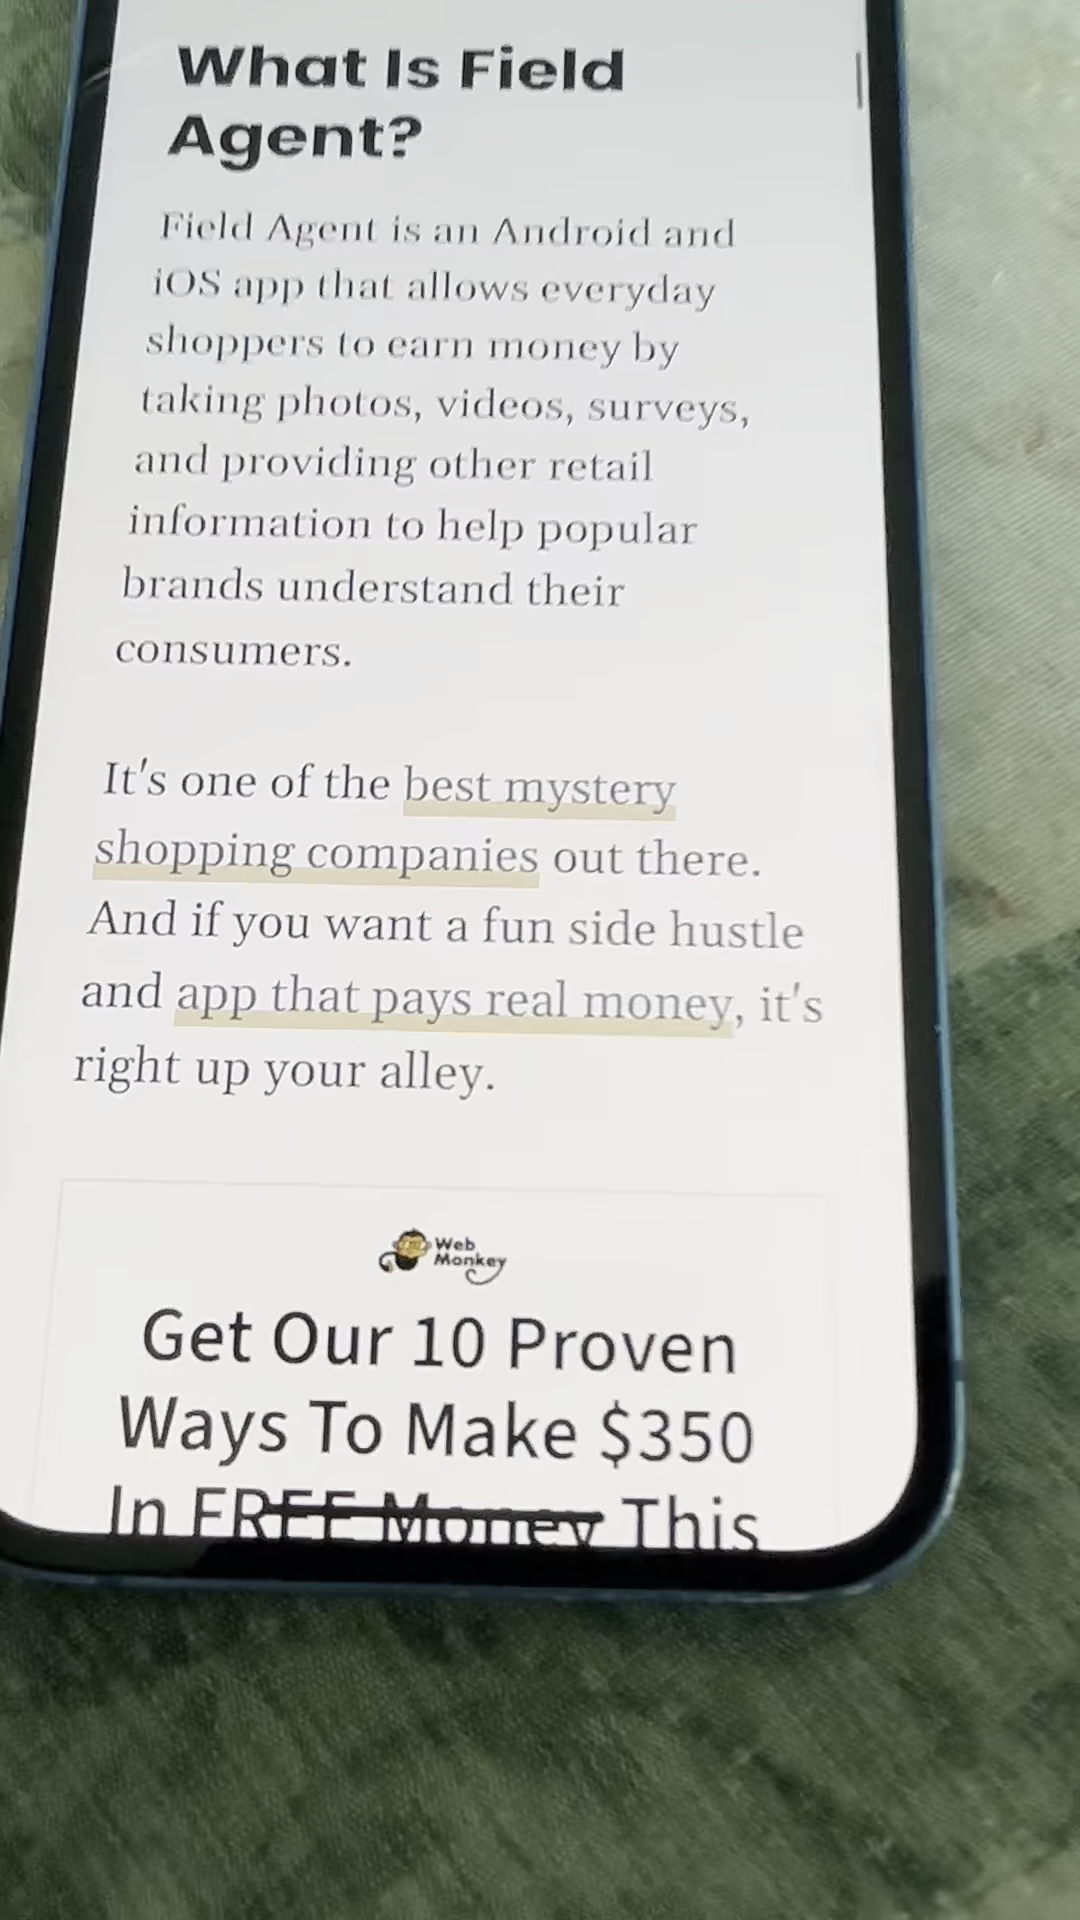 What Is Field
Agent?
Field Agent is an Android and
iOS app that allows everyday
shoppers to earn money by
taking photos, videos, surveys,
and providing other retail
information to help popular
brands understand their
consumers.
It's one of the best mystery
shopping companies out there.
And if you want a fun side hustle
and app that pays real money, it's
right up your alley.
Web
Monkey
Get Our 10 Proven
Ways To Make $350
In FREE Money This